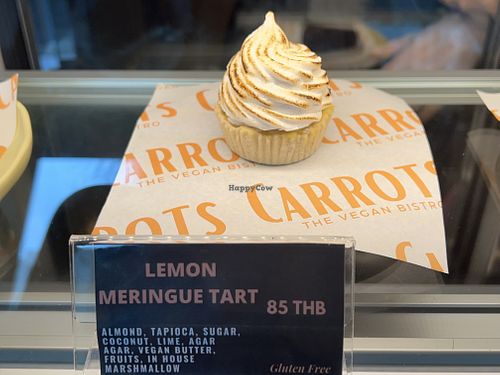 CARROTS
THE VEGAN BISTRO
CARROTS
THE VEGAN BISTRO
HappyCow
LEMON
MERINGUE TART 85 THB
ALMOND, TAPIOCA, SUGAR,
COCONUT, LIME, AGAR
AGAR, VEGAN BUTTER,
FRUITS, IN HOUSE
MARSHMALLOW
Gluten Free